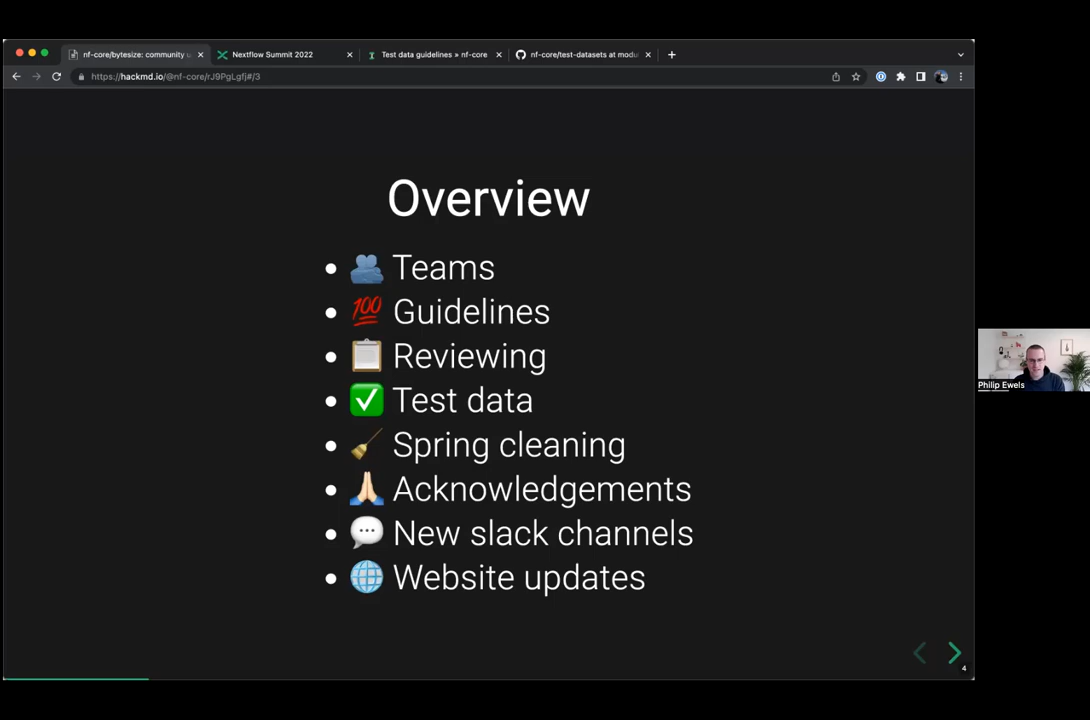 nf-core/bytesize: community u
Nextflow Summit 2022
Test data guidelines » nf-core
nf-core/test-datasets at modul
https://hackmd.io/@nf-core/rJ9PgLgfj#/3
Overview
Teams
💯 Guidelines
Reviewing
Test data
Spring cleaning
Acknowledgements
New slack channels
Website updates
Philip Ewels
4